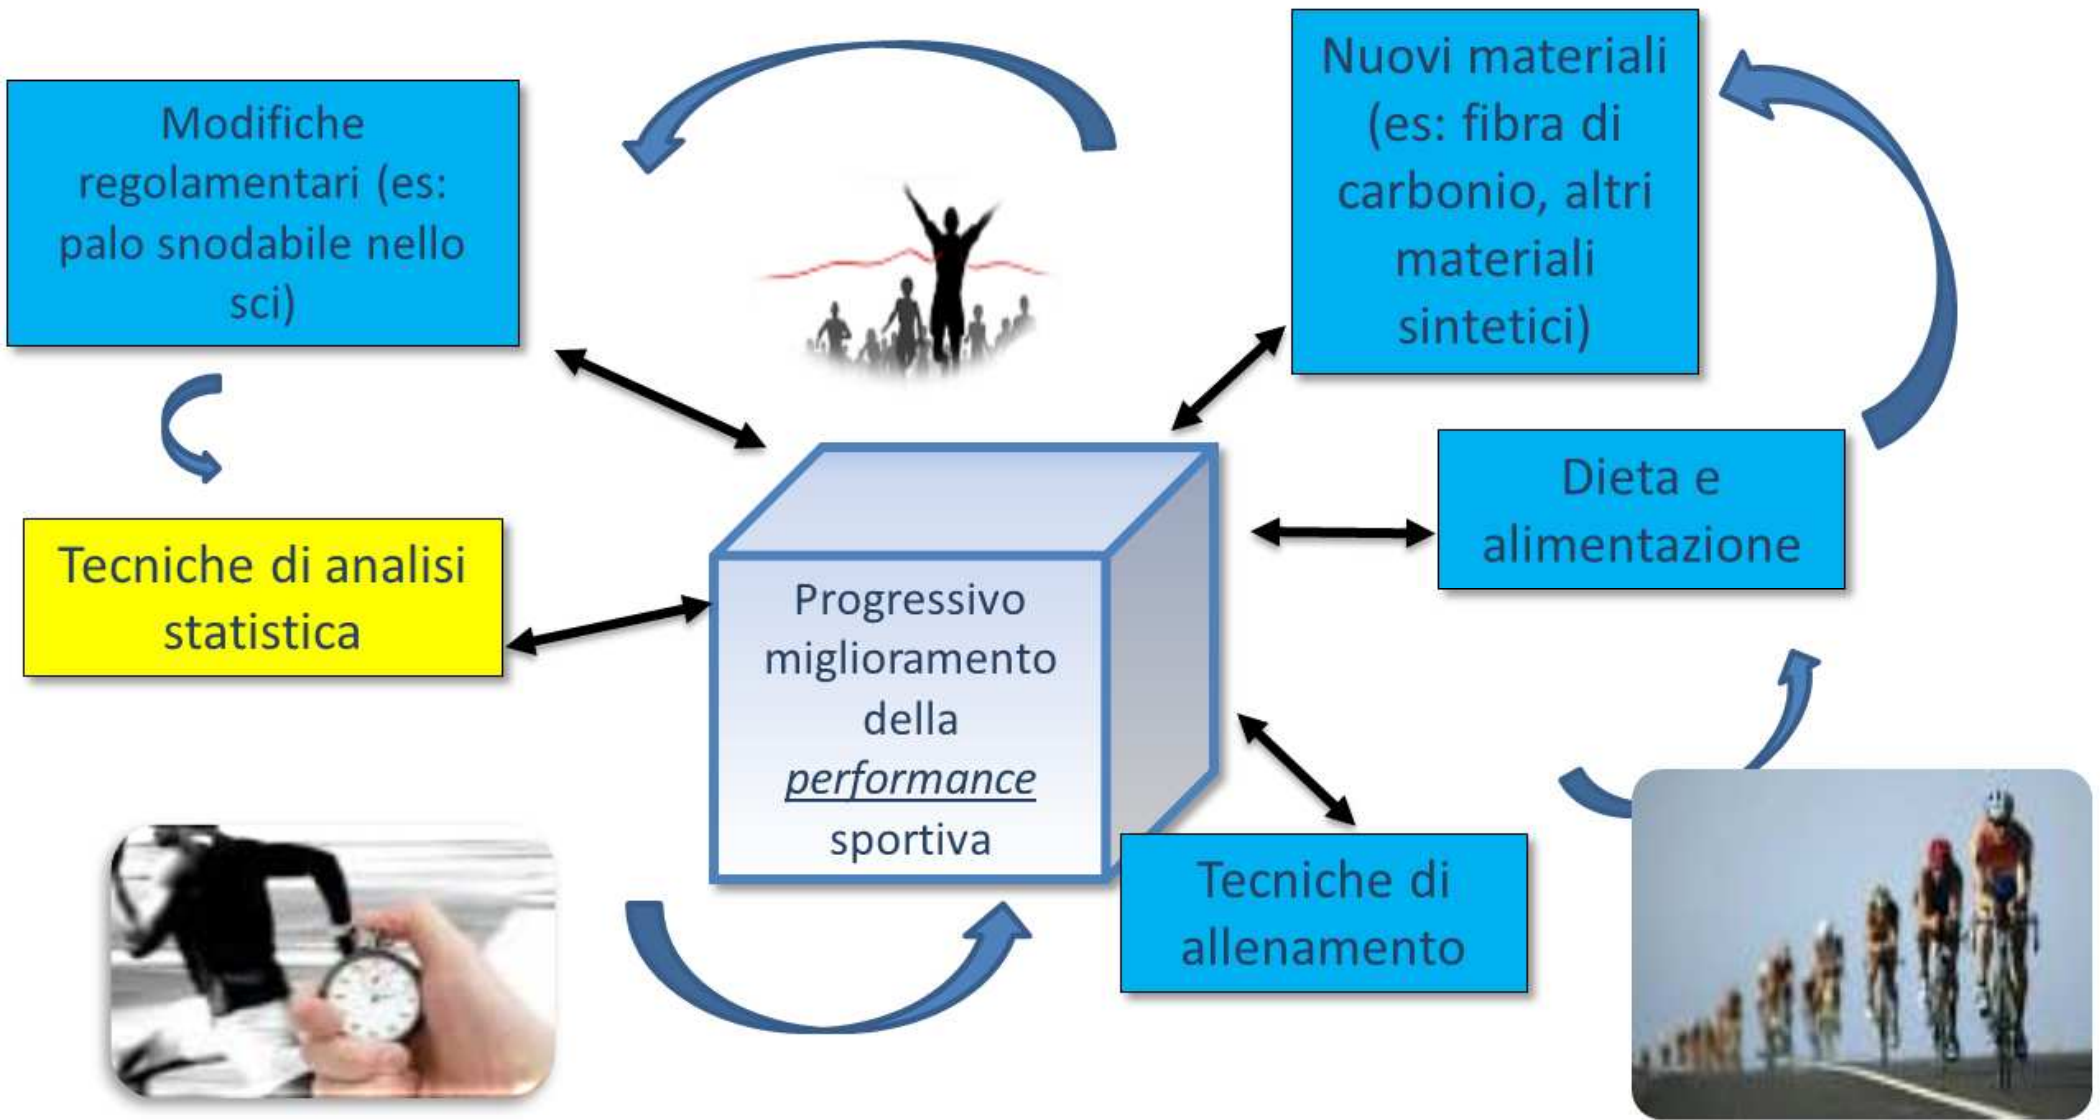 Modifiche
regolamentari (es:
palo snodabile nello
sci)
Nuovi materiali
(es: fibra di
carbonio, altri
materiali
sintetici)
Dieta e
alimentazione
Tecniche di analisi
statistica
Progressivo
miglioramento
della
performance
sportiva
Tecniche di
allenamento